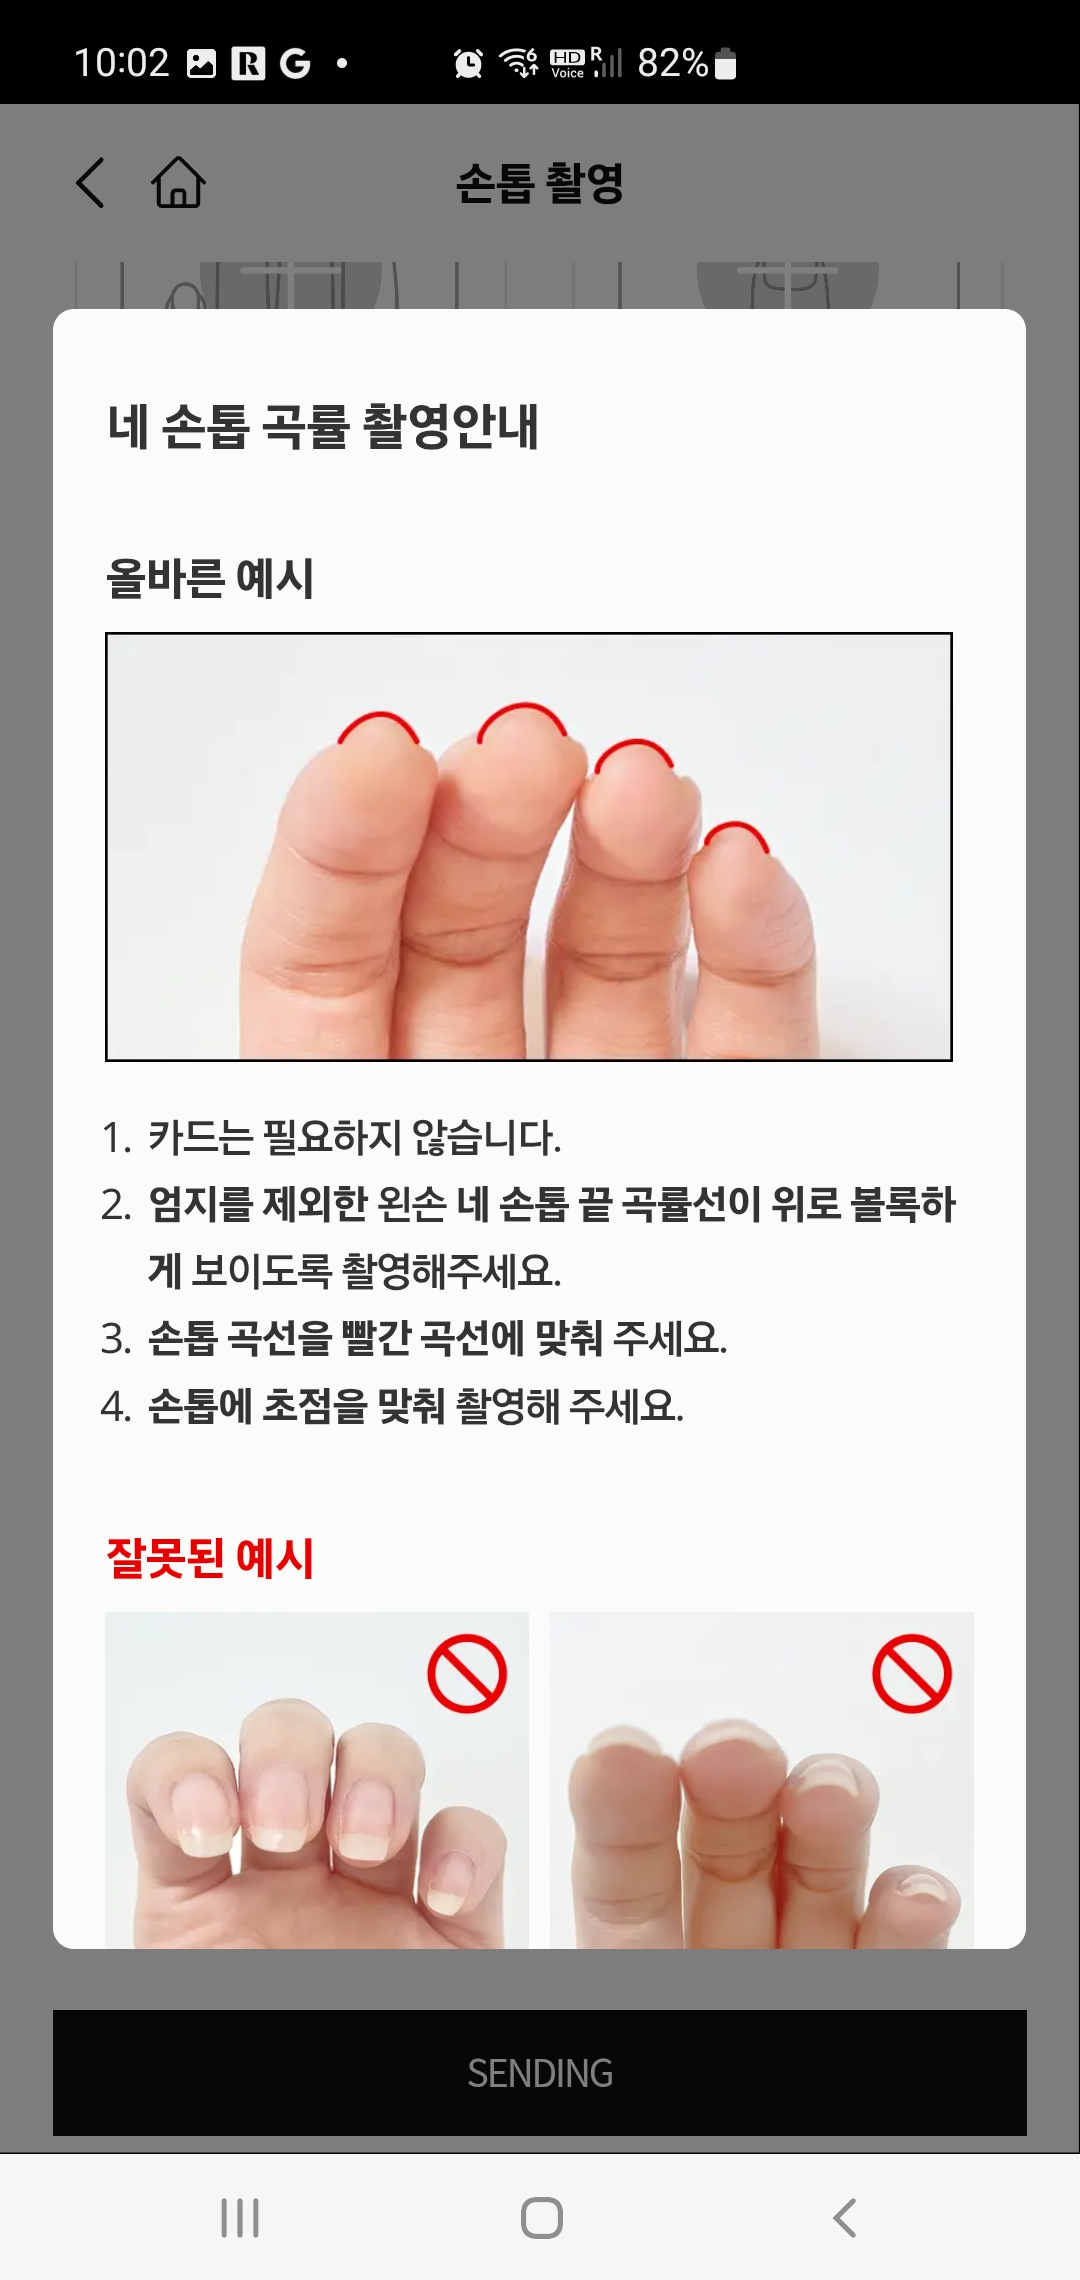 10:02 R G HD Voice 6 R 82%
손톱 촬영
네 손톱 곡률 촬영안내
올바른 예시
1. 카드는 필요하지 않습니다.
2. 엄지를 제외한 왼손 네 손톱 끝 곡률선이 위로 볼록하
게 보이도록 촬영해주세요.
3. 손톱 곡선을 빨간 곡선에 맞춰 주세요.
4. 손톱에 초점을 맞춰 촬영해 주세요.
잘못된 예시
SENDING